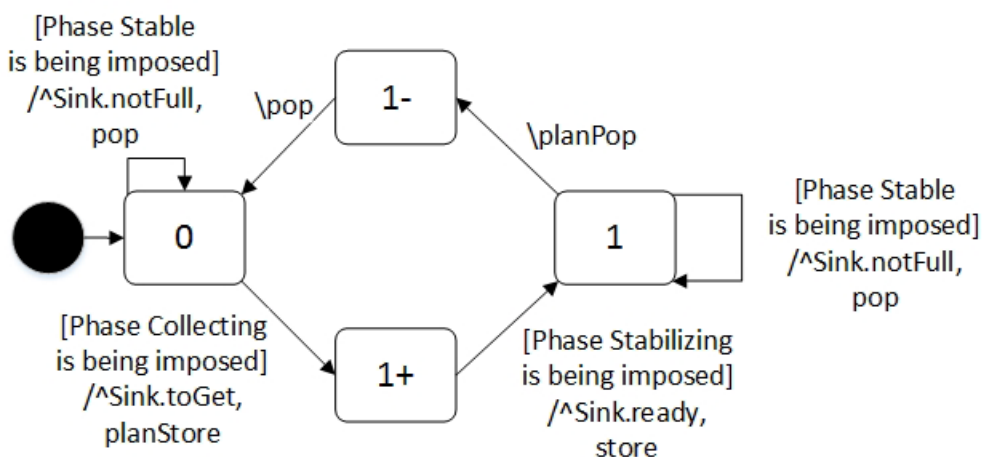 [Phase Stable
is being imposed]
/^Sink.notFull,
pop
\pop
1-
\planPop
0
1
[Phase Stable
is being imposed]
/^Sink.notFull,
pop
[Phase Collecting
is being imposed]
/^Sink.toGet,
planStore
1+
[Phase Stabilizing
is being imposed]
/^Sink.ready,
store